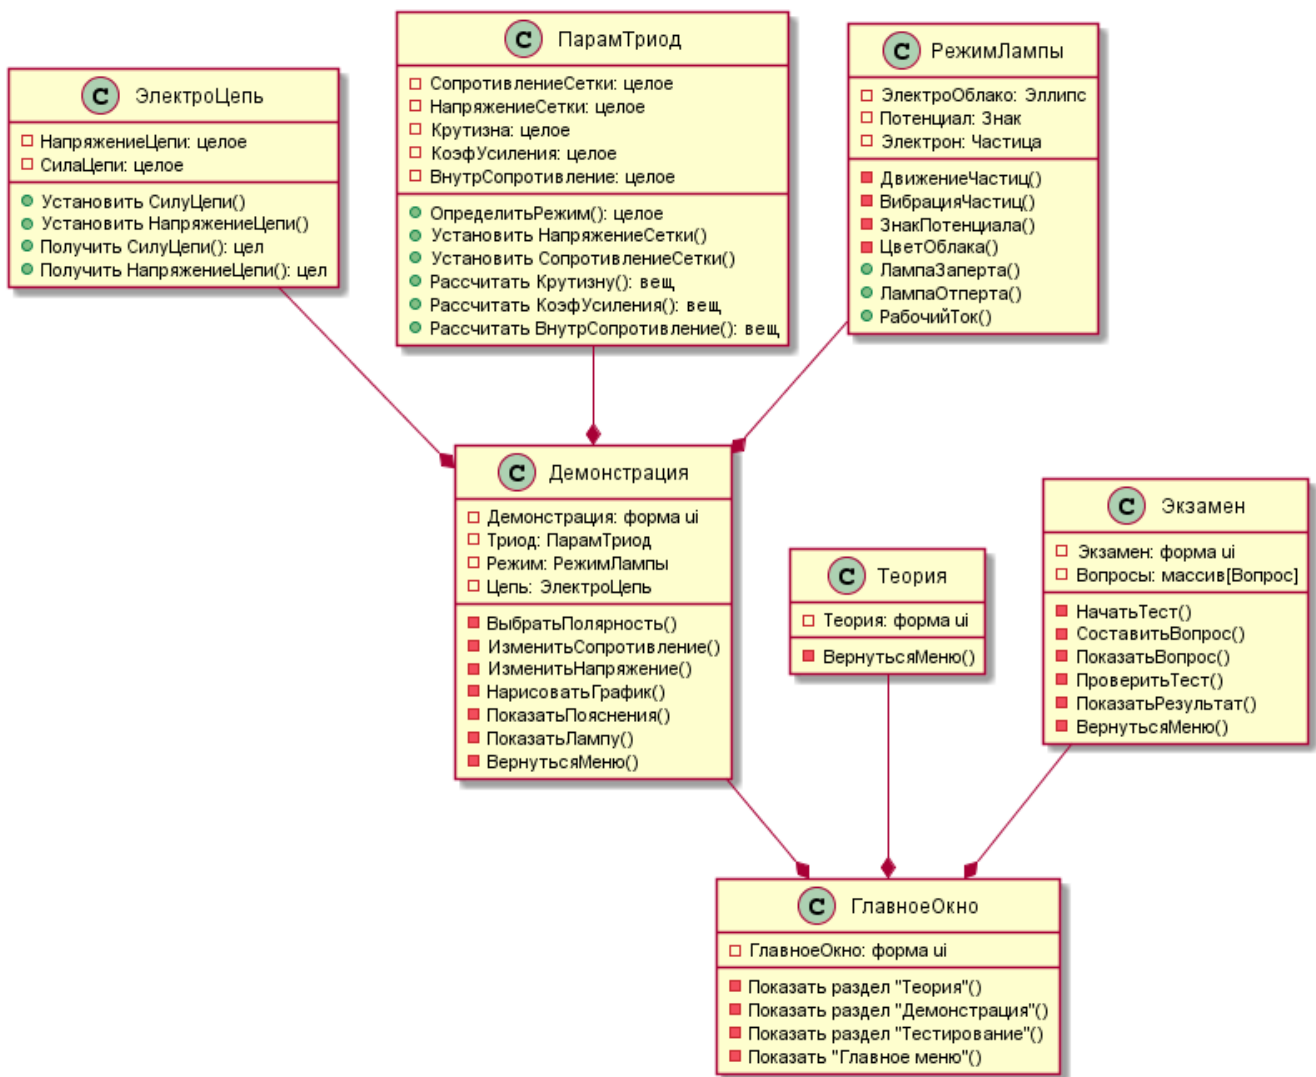 C ЭлектроЦепь
НапряжениеЦепи: целое
СилаЦепи: целое
Установить СилуЦепи()
Установить НапряжениеЦепи()
Получить СилуЦепи(): цел
Получить НапряжениеЦепи(): цел
C ПарамТриод
СопротивлениеСетки: целое
НапряжениеСетки: целое
Крутизна: целое
КоэфУсиления: целое
ВнутрСопротивление: целое
ОпределитьРежим(): целое
Установить НапряжениеСетки()
Установить СопротивлениеСетки()
Рассчитать Крутизну(): вещ
Рассчитать КоэфУсиления(): вещ
Рассчитать ВнутрСопротивление(): вещ
C РежимЛампы
ЭлектроОблако: Эллипс
Потенциал: Знак
Электрон: Частица
ДвижениеЧастиц()
ВибрацияЧастиц()
ЗнакПотенциала()
ЦветОблака()
ЛампаЗаперта()
ЛампаОтперта()
РабочийТок()
C Демонстрация
Демонстрация: форма ui
Триод: ПарамТриод
Режим: РежимЛампы
Цепь: ЭлектроЦепь
ВыбратьПолярность()
ИзменитьСопротивление()
ИзменитьНапряжение()
НарисоватьГрафик()
ПоказатьПояснения()
ПоказатьЛампу()
ВернутьсяМеню()
C Теория
Теория: форма ui
ВернутьсяМеню()
C Экзамен
Экзамен: форма ui
Вопросы: массив[Вопрос]
НачатьТест()
СоставитьВопрос()
ПоказатьВопрос()
ПроверитьТест()
ПоказатьРезультат()
ВернутьсяМеню()
C ГлавноеОкно
ГлавноеОкно: форма ui
Показать раздел "Теория"()
Показать раздел "Демонстрация"()
Показать раздел "Тестирование"()
Показать "Главное меню"()